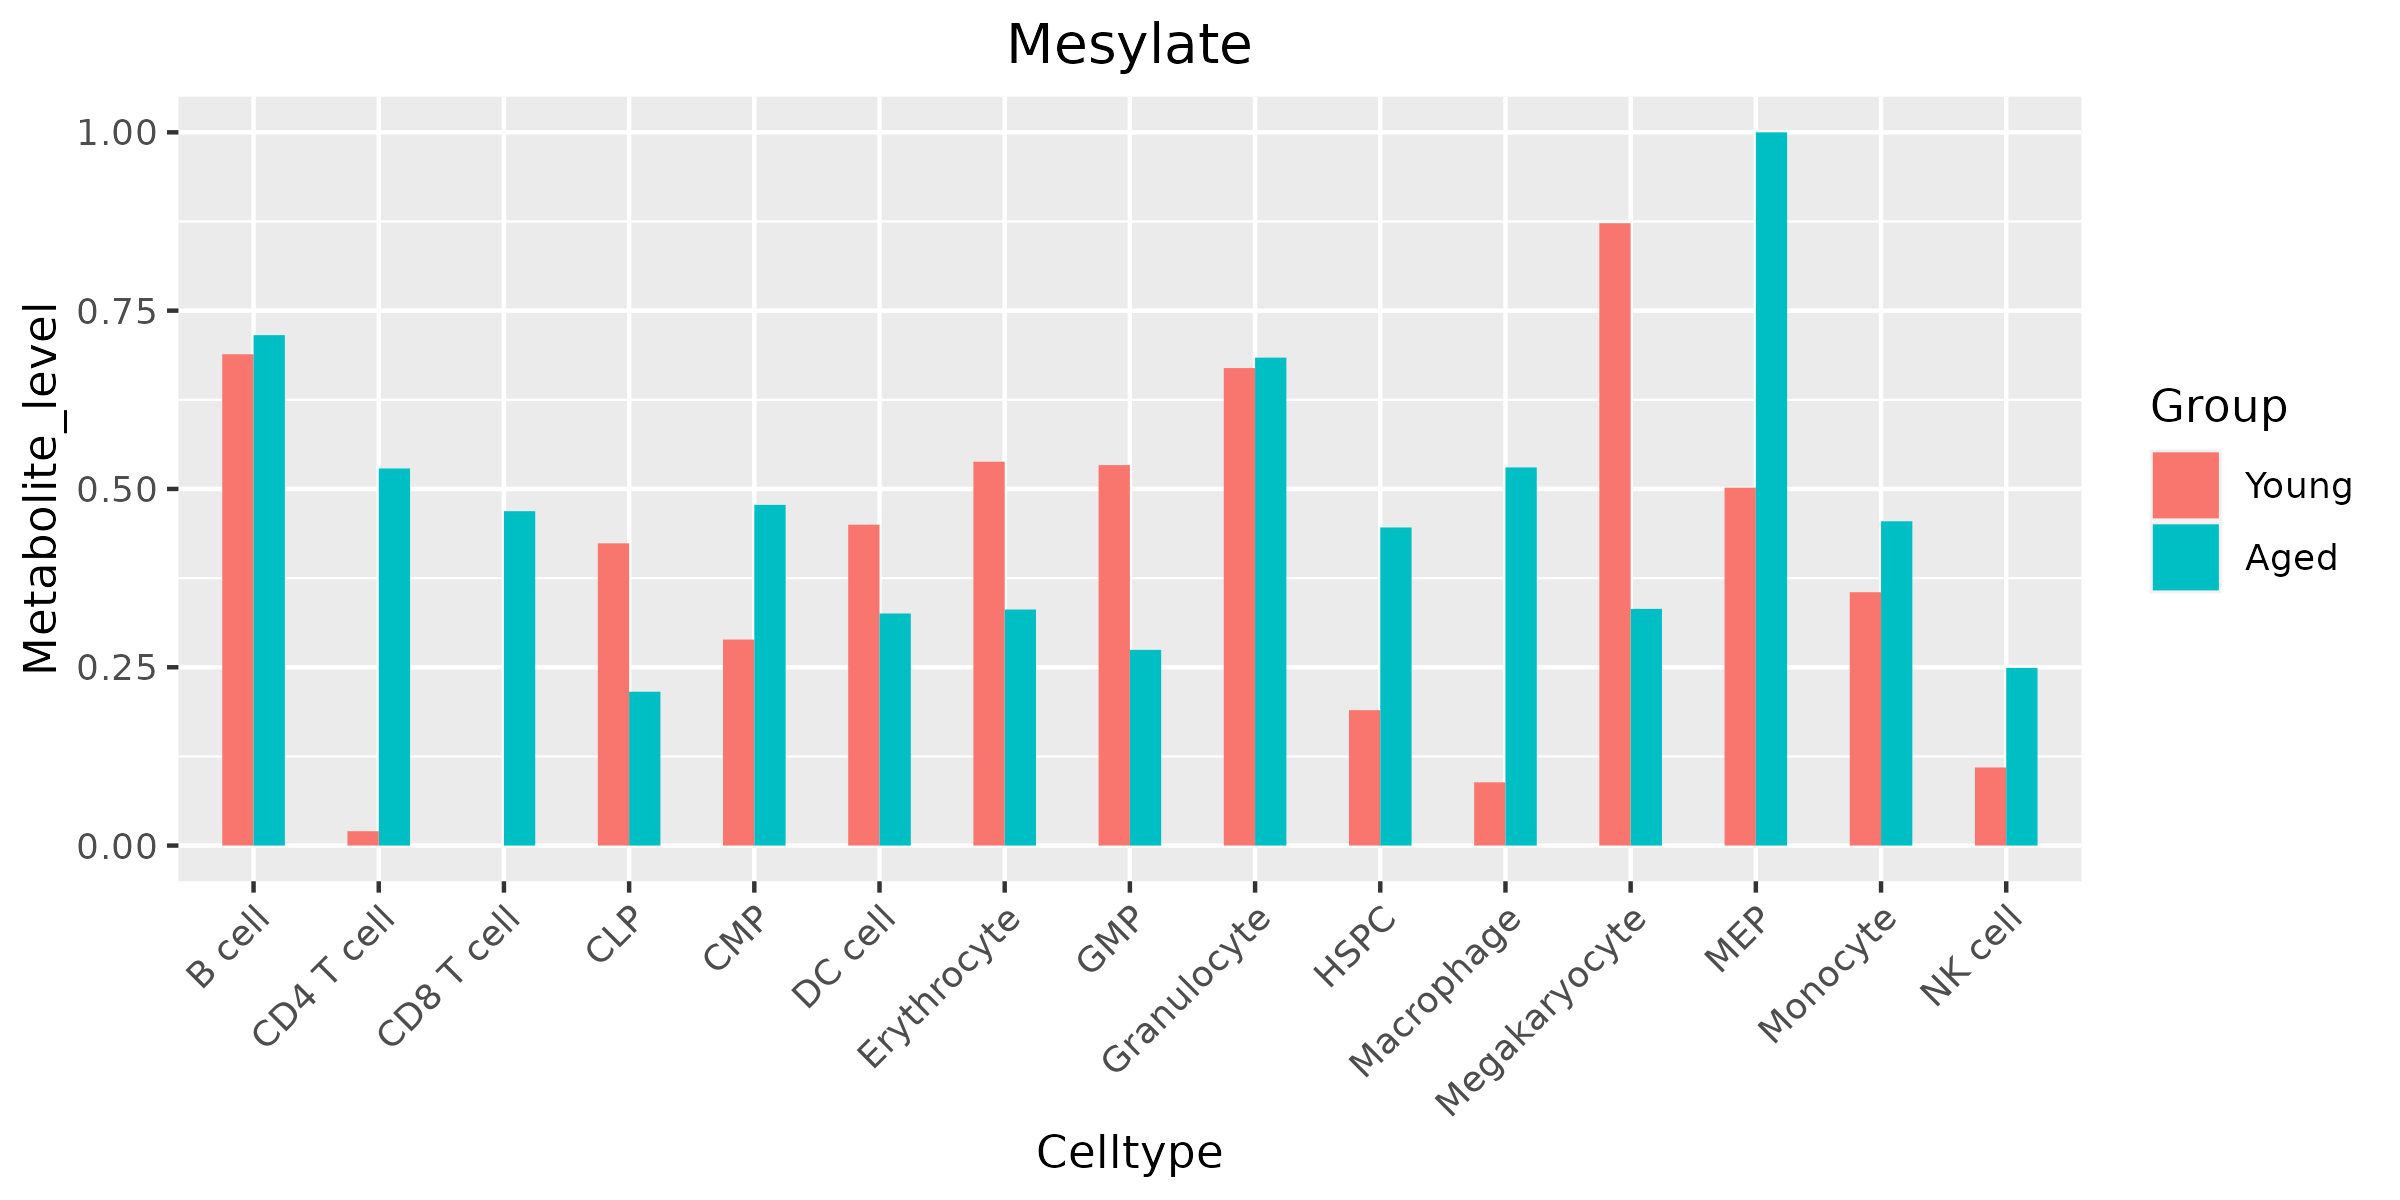 Mesylate
Metabolite_level
1.00
0.75
0.50
0.25
0.00
B cell
CD4 T cell
CD8 T cell
CLP
CMP
DC cell
Erythrocyte
GMP
Granulocyte
HSPC
Macrophage
Megakaryocyte
MEP
Monocyte
NK cell
Celltype
Group
Young
Aged